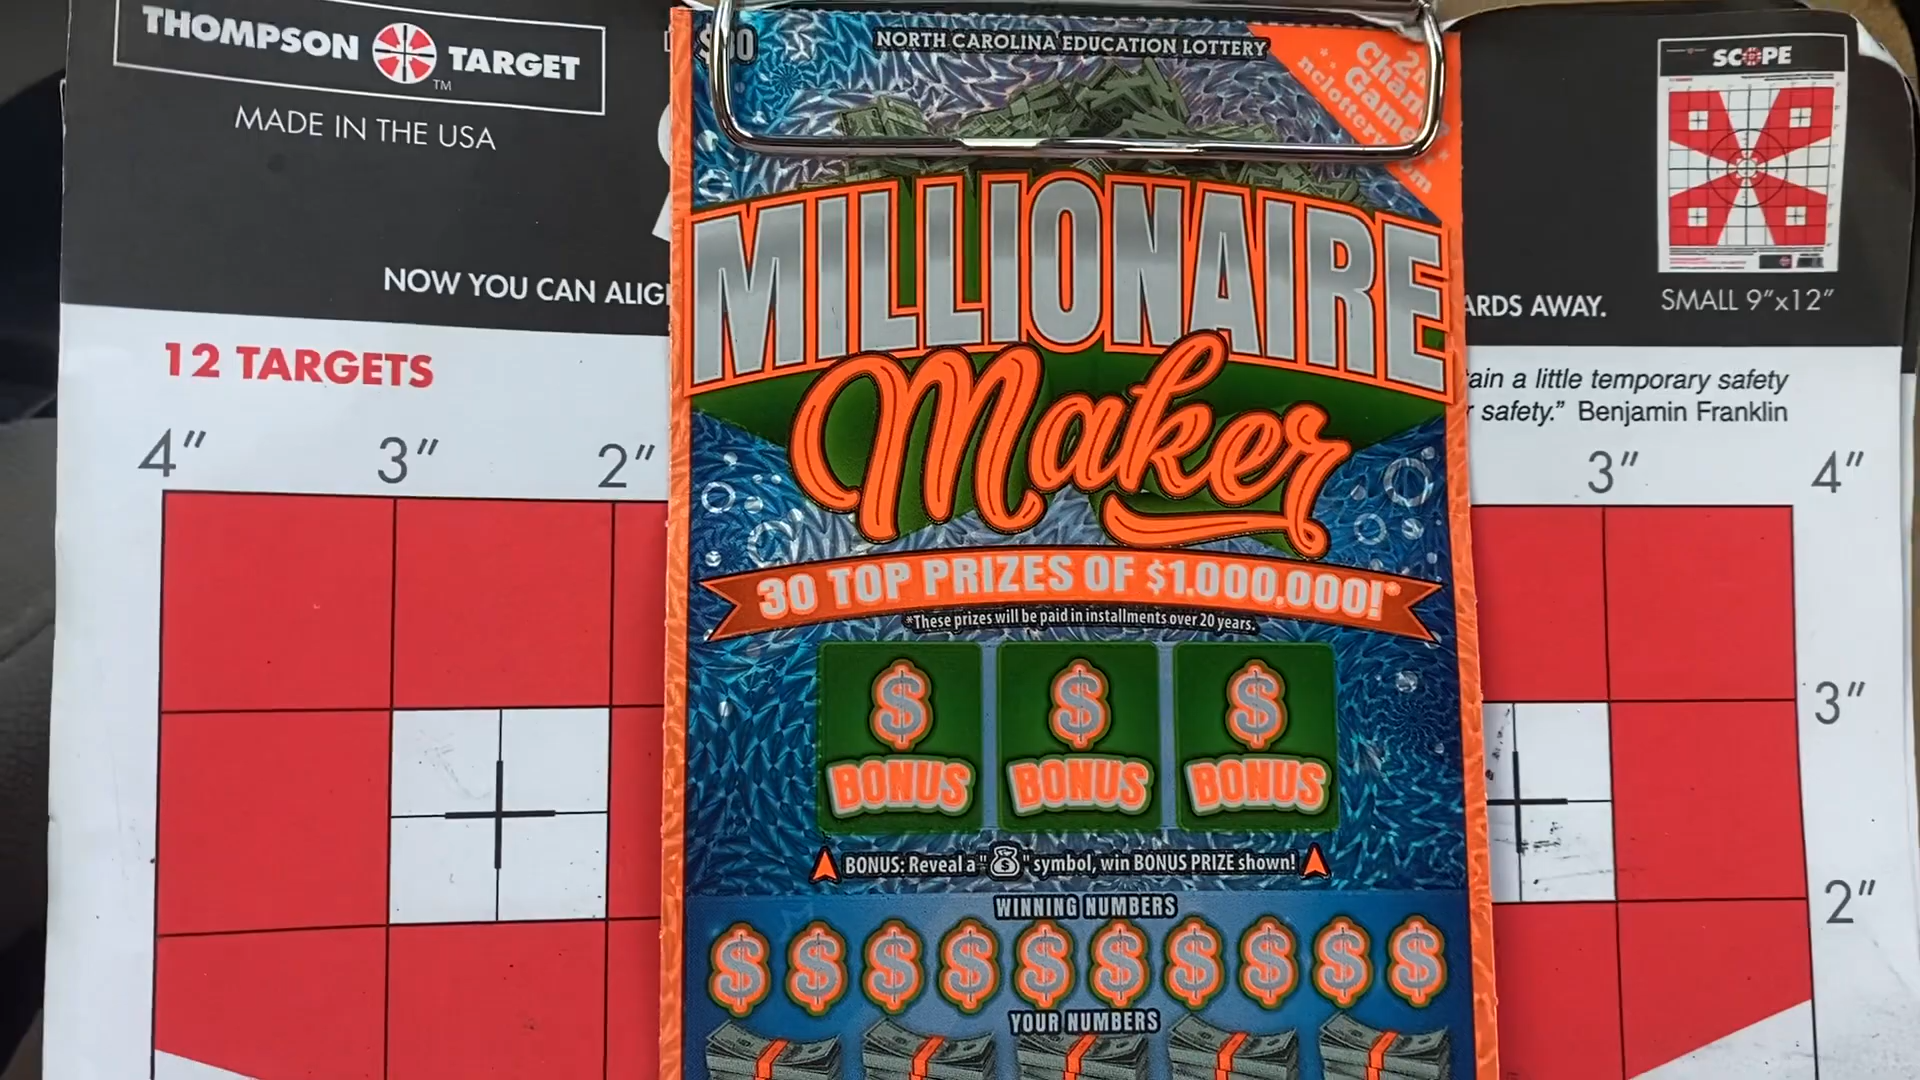 THOMPSON TARGET
TM
MADE IN THE USA
NOW YOU CAN ALIG
ARDS AWAY.
12 TARGETS
4" 3" 2"
SCOPE
SMALL 9"x12"
ain a little temporary safety
r safety." Benjamin Franklin
3" 4"
3"
2"
NORTH CAROLINA EDUCATION LOTTERY
MILLIONAIRE
Maker
30 TOP PRIZES OF $1,000,000!*
*These prizes will be paid in installments over 20 years.
$ $ $
BONUS BONUS BONUS
BONUS: Reveal a "$" symbol, win BONUS PRIZE shown!
WINNING NUMBERS
$ $ $ $ $ $ $ $ $ $
YOUR NUMBERS